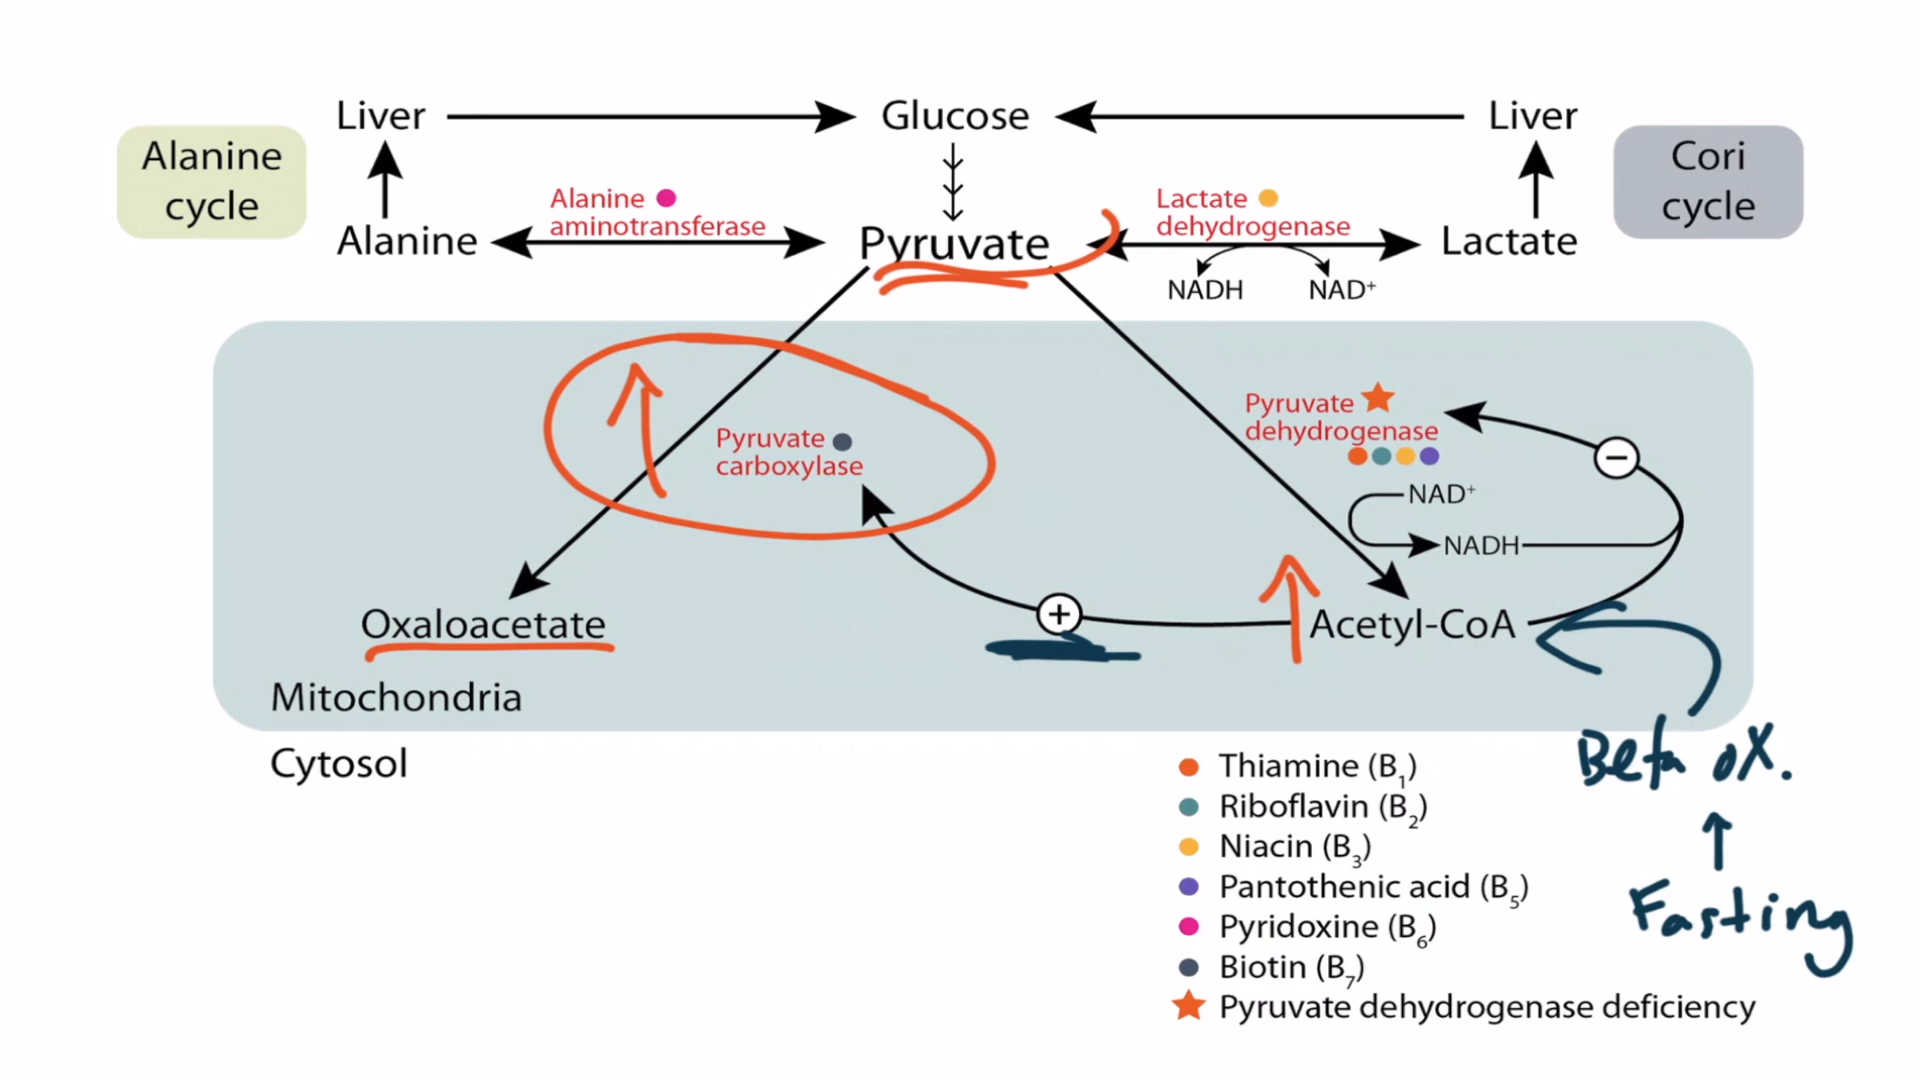 Liver
Glucose
Liver
Alanine
cycle
Cori
cycle
Alanine
aminotransferase
Lactate
dehydrogenase
Alanine
Pyruvate
Lactate
NADH
NAD⁺
Pyruvate
dehydrogenase
Pyruvate
carboxylase
−
NAD⁺
NADH
+
Oxaloacetate
Acetyl-CoA
Mitochondria
Cytosol
Beta ox.
Fasting
Thiamine (B₁)
Riboflavin (B₂)
Niacin (B₃)
Pantothenic acid (B₅)
Pyridoxine (B₆)
Biotin (B₇)
Pyruvate dehydrogenase deficiency